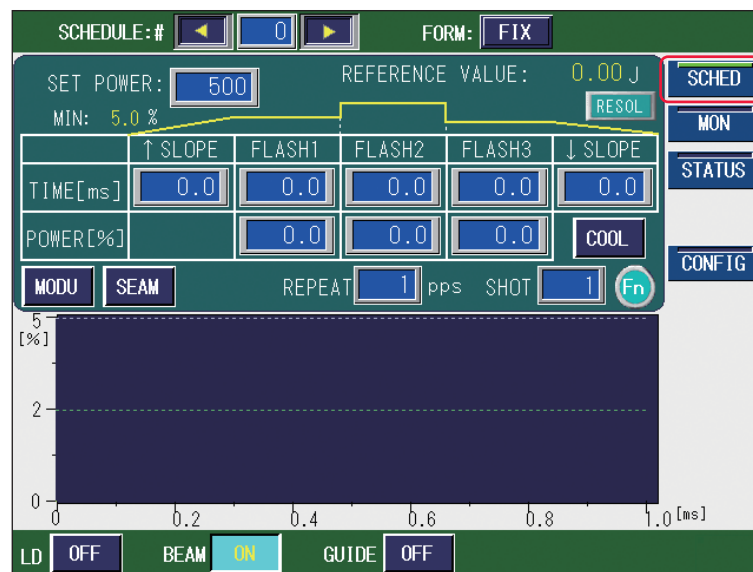 SCHEDULE:# ◄ 0 ► FORM: FIX
SET POWER: 500 REFERENCE VALUE: 0.00 J
MIN: 5.0 % RESOL
↑ SLOPE FLASH1 FLASH2 FLASH3 ↓ SLOPE
TIME[ms] 0.0 0.0 0.0 0.0 0.0
POWER[%] 0.0 0.0 0.0 COOL
MODU SEAM REPEAT 1 pps SHOT 1 Fn
SCHED
MON
STATUS
CONFIG
5
[%]
2
0
0 0.2 0.4 0.6 0.8 1.0 [ms]
LD OFF BEAM ON GUIDE OFF